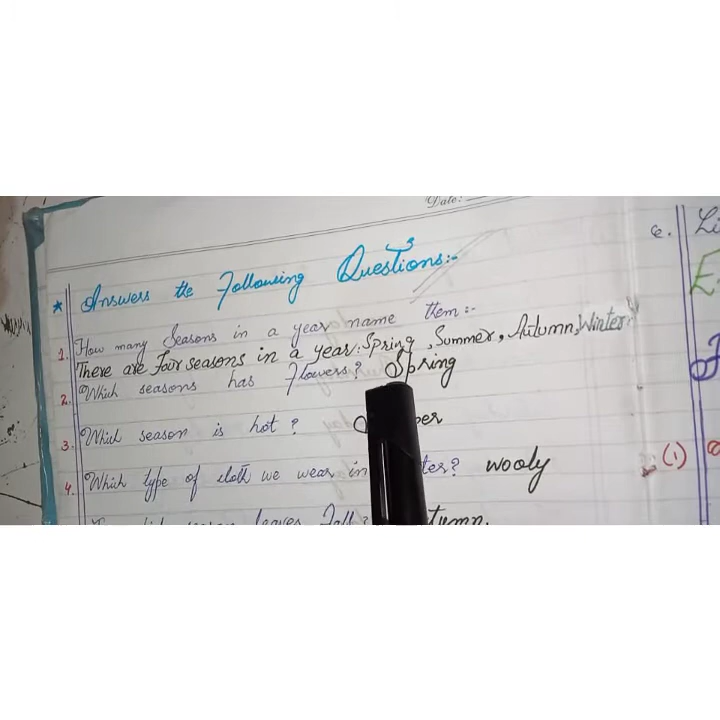 Date:
* Answers the Following Questions:-
1. How many Seasons in a year name them:-
There are Four seasons in a year: Spring, Summer, Autumn, Winter
2. Which seasons has Flowers? Spring
3. Which season is hot?
4. Which type of cloth we wear in wooly
leaves Fall?
6.
(1)